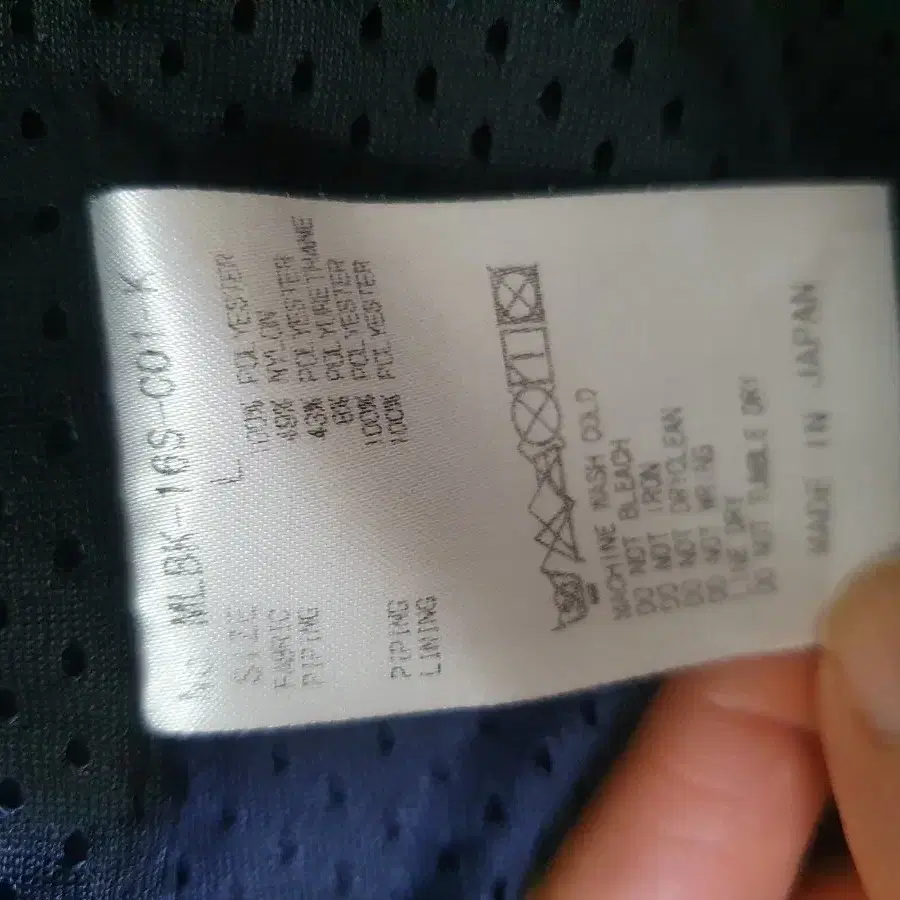 No MLBK-16S-C01-K
SIZE L
FABRIC 100% POLYESTER
PIPING 49% NYLON
43% POLYESTER
8% POLYURETHANE
PIPING 100% POLYESTER
LINING 100% POLYESTER
MACHINE WASH COLD
DO NOT BLEACH
DO NOT IRON
DO NOT DRYCLEAN
DO NOT WRING
LINE DRY
DO NOT TUMBLE DRY
MADE IN JAPAN